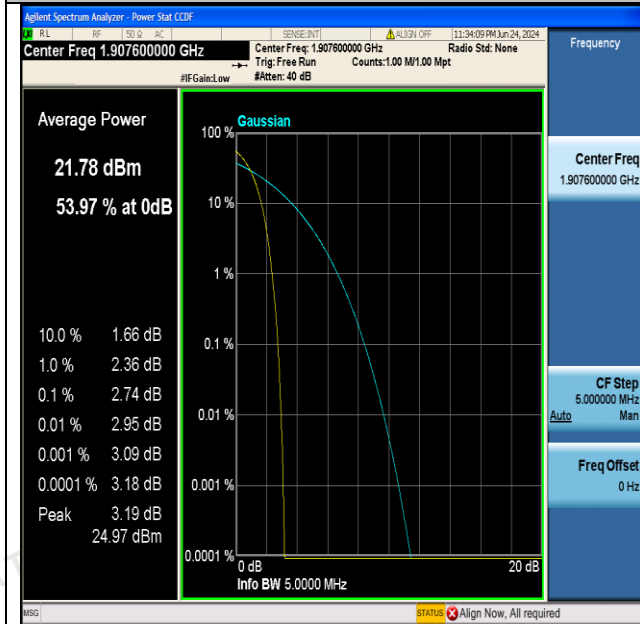 Agilent Spectrum Analyzer - Power Stat CCDF
RL RF 50 Ω AC SENSE:INT ALIGN OFF 11:34:09 PM Jun 24, 2024
Center Freq 1.907600000 GHz
Center Freq: 1.907600000 GHz Radio Std: None
Trig: Free Run Counts:1.00 M/1.00 Mpt
#IFGain:Low #Atten: 40 dB
Average Power
21.78 dBm
53.97 % at 0dB
10.0 % 1.66 dB
1.0 % 2.36 dB
0.1 % 2.74 dB
0.01 % 2.95 dB
0.001 % 3.09 dB
0.0001 % 3.18 dB
Peak 3.19 dB
24.97 dBm
Gaussian
100 %
10 %
1 %
0.1 %
0.01 %
0.001 %
0.0001 %
0 dB 20 dB
Info BW 5.0000 MHz
Frequency
Center Freq
1.907600000 GHz
CF Step
5.000000 MHz
Auto Man
Freq Offset
0 Hz
MSG STATUS Align Now, All required